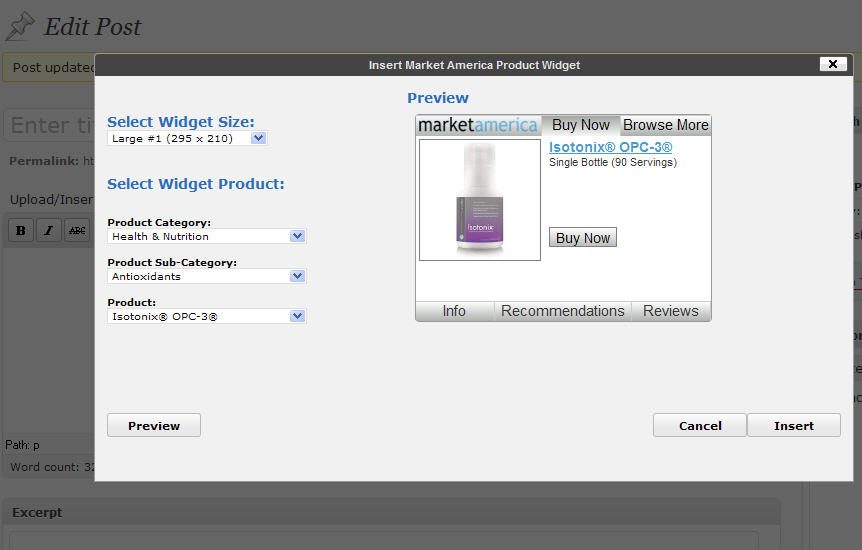 Edit Post
Post updated
Insert Market America Product Widget
Enter
Permalink:
Upload/Inser
B I ABC
Path: p
Word count: 32
Excerpt
Select Widget Size:
Large #1 (295 x 210)
Select Widget Product:
Product Category:
Health & Nutrition
Product Sub-Category:
Antioxidants
Product:
Isotonix® OPC-3®
Preview
Preview
marketamerica Buy Now Browse More
Isotonix® OPC-3®
Single Bottle (90 Servings)
Isotonix
Buy Now
Info Recommendations Reviews
Cancel Insert